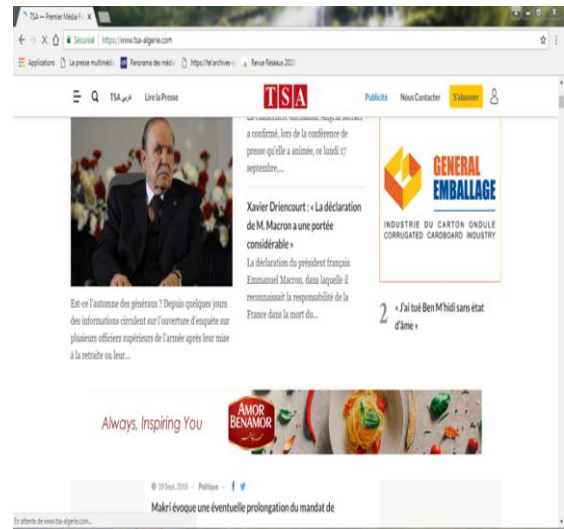 TSA — Premier Média Fr
Sécurisé https://www.tsa-algerie.com
Applications La presse multimédi Panorama des médi https://tel.archives-o Revue Réseaux 2010
TSA عربي Lire la Presse TSA Publicité Nous Contacter S'abonner
a confirmé, lors de la conférence de
presse qu'elle a animée, ce lundi 17
septembre,...
Xavier Driencourt : « La déclaration
de M. Macron a une portée
considérable »
La déclaration du président français
Emmanuel Macron, dans laquelle il
reconnaissait la responsabilité de la
France dans la mort du...
Est-ce l'automne des généraux ? Depuis quelques jours
des informations circulent sur l'ouverture d'enquête sur
plusieurs officiers supérieurs de l'armée après leur mise
à la retraite ou leur...
GENERAL
EMBALLAGE
INDUSTRIE DU CARTON ONDULE
CORRUGATED CARDBOARD INDUSTRY
2 « J'ai tué Ben M'hidi sans état
d'âme »
Always, Inspiring You
AMOR
BENAMOR
18 Sept. 2018 — Politique —
Makri évoque une éventuelle prolongation du mandat de
En attente de www.tsa-algerie.com...